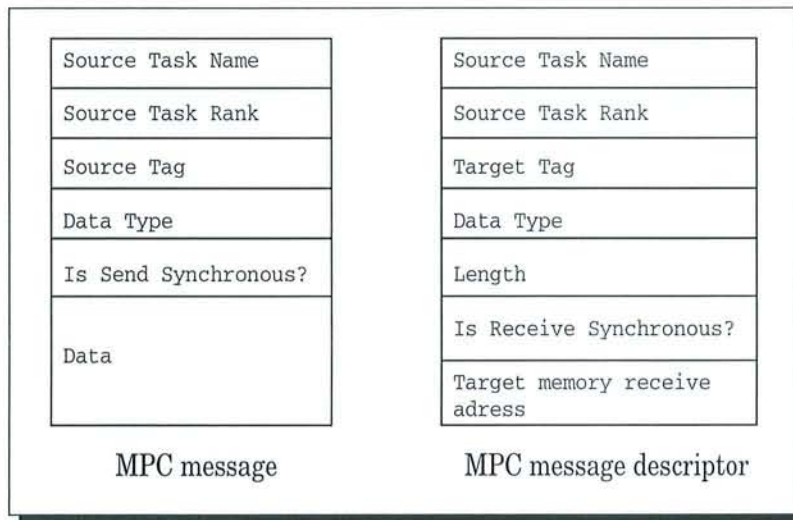 Source Task Name
Source Task Rank
Source Tag
Data Type
Is Send Synchronous?
Data
MPC message
Source Task Name
Source Task Rank
Target Tag
Data Type
Length
Is Receive Synchronous?
Target memory receive
adress
MPC message descriptor